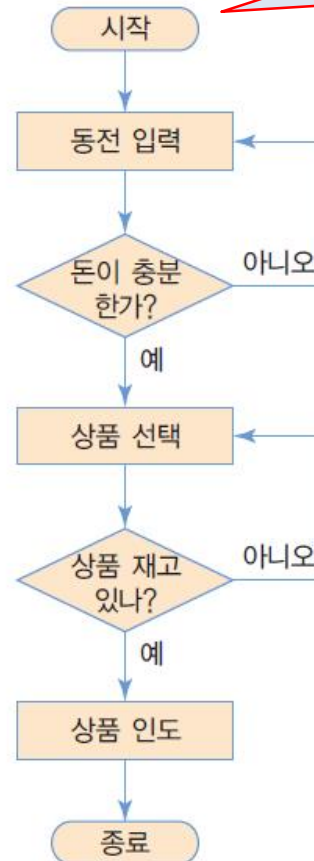 시작
동전 입력
돈이 충분
한가?
아니오
예
상품 선택
상품 재고
있나?
아니오
예
상품 인도
종료